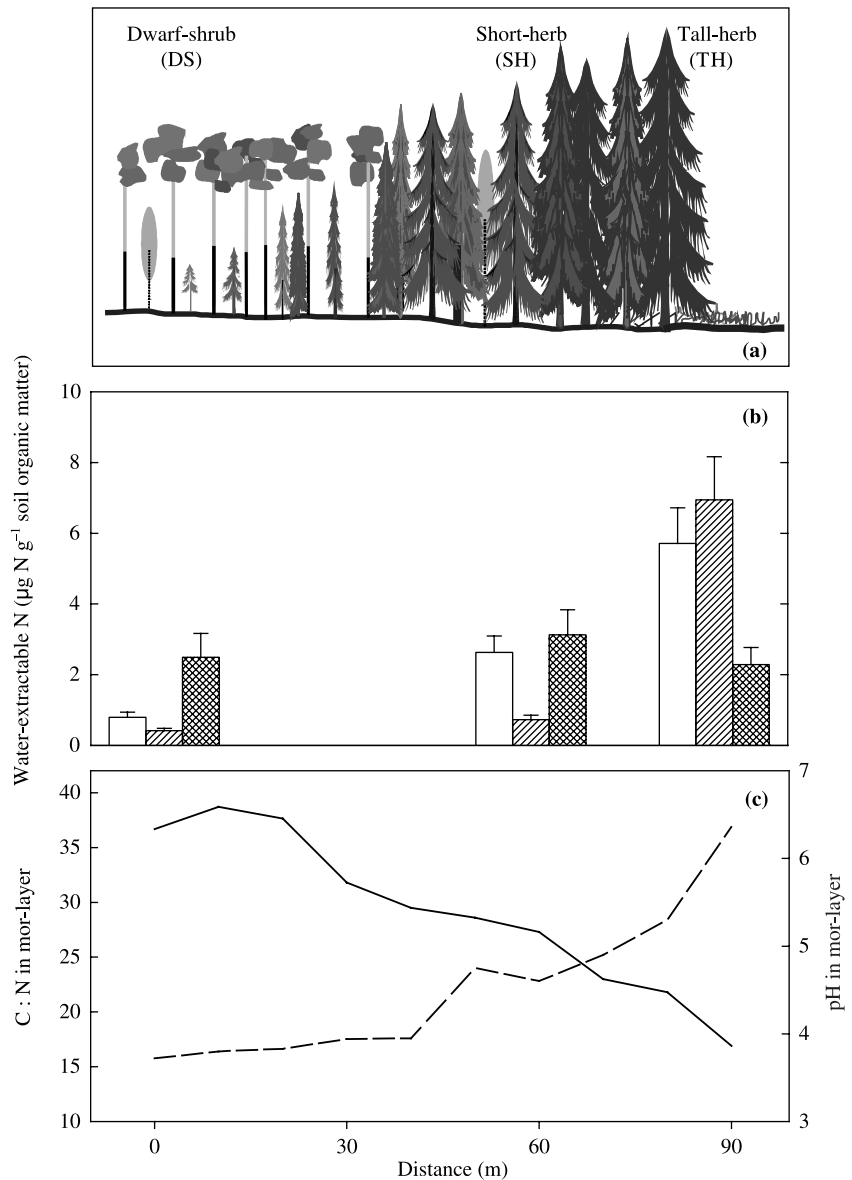 Dwarf-shrub
(DS)
Short-herb
(SH)
Tall-herb
(TH)
(a)
Water-extractable N (µg N g⁻¹ soil organic matter)
10
8
6
4
2
0
(b)
C : N in mor-layer
40
35
30
25
20
15
10
(c)
7
6
5
4
3
pH in mor-layer
0
30
60
90
Distance (m)